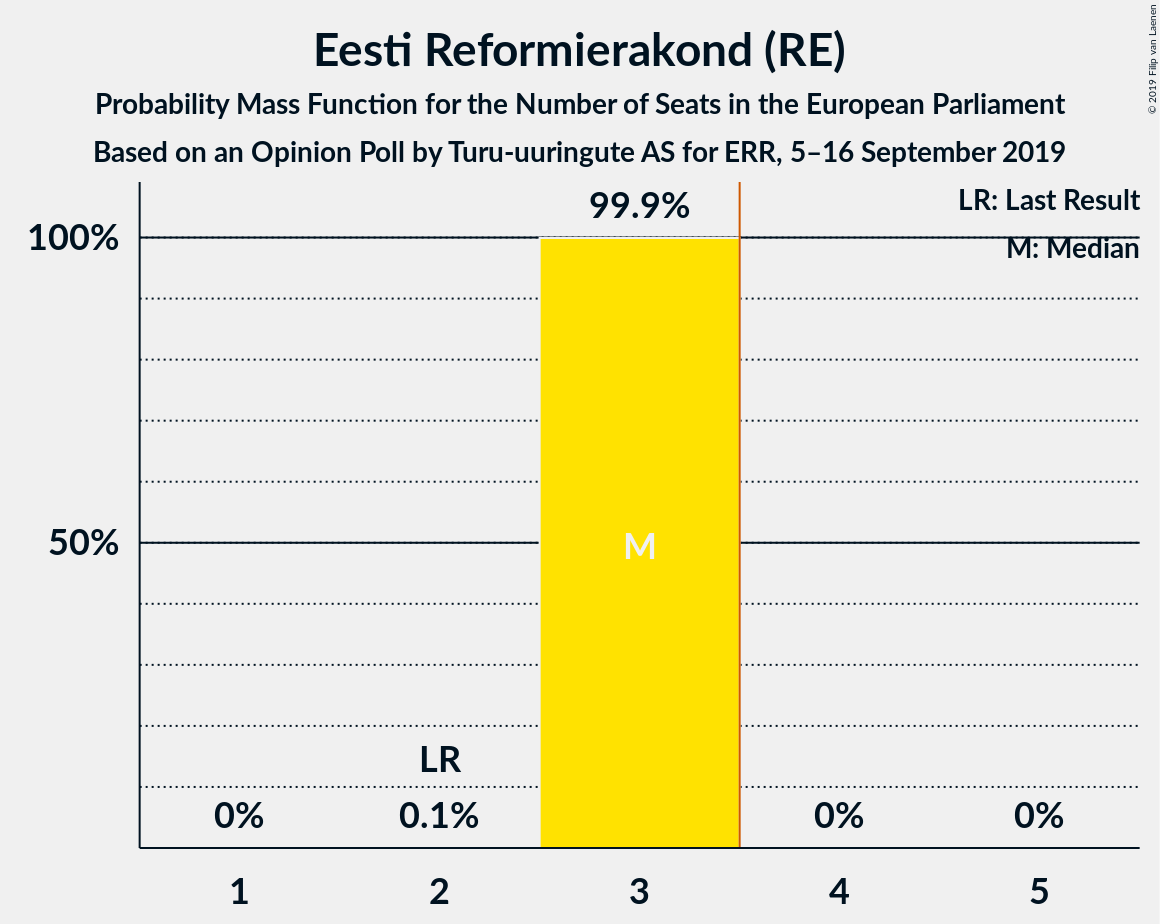 Eesti Reformierakond (RE)
Probability Mass Function for the Number of Seats in the European Parliament
Based on an Opinion Poll by Turu-uuringute AS for ERR, 5–16 September 2019
© 2019 Filip van Laenen
99.9%
LR: Last Result
100%
M: Median
50%
M
LR
0% 0.1% 0% 0%
1 2 3 4 5